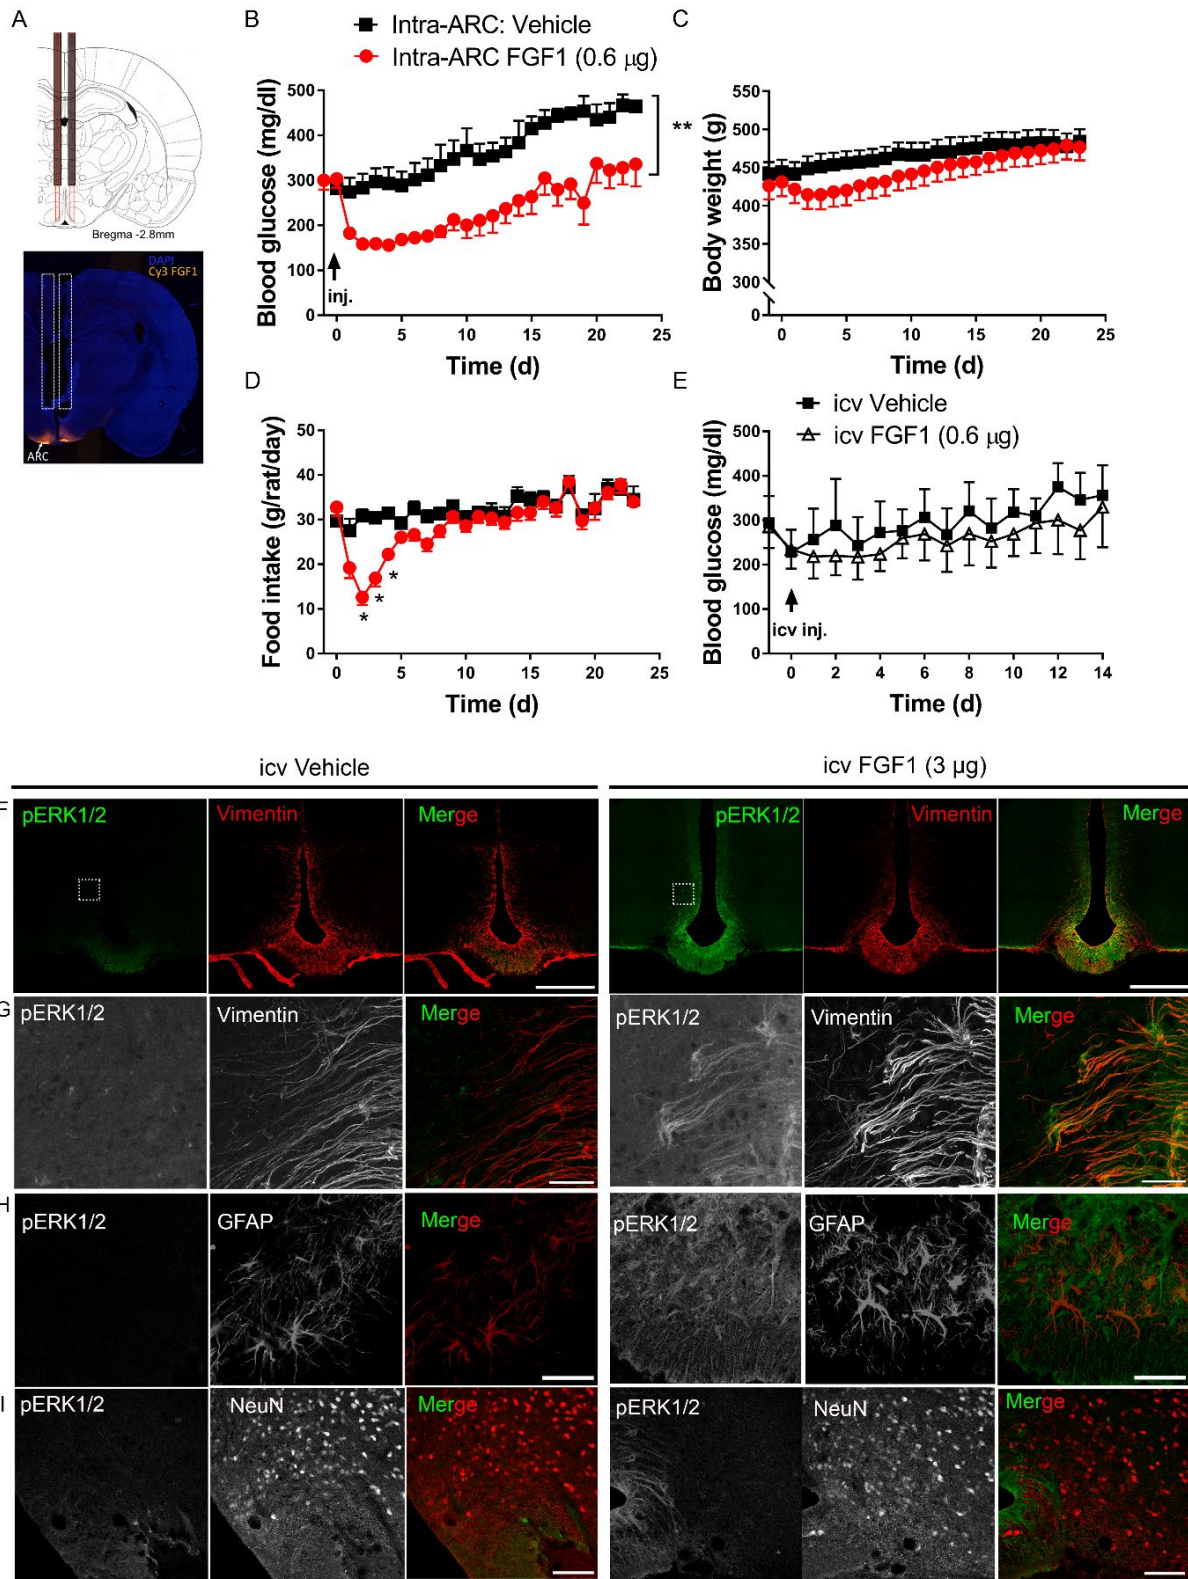 A
Bregma -2.8mm
DAPI
Cy3 FGF1
ARC
B
Intra-ARC: Vehicle
Intra-ARC FGF1 (0.6 μg)
Blood glucose (mg/dl)
500
400
300
200
100
0
inj.
**
0 5 10 15 20 25
Time (d)
C
Body weight (g)
550
500
450
400
350
300
0
0 5 10 15 20 25
Time (d)
D
Food intake (g/rat/day)
50
40
30
20
10
0
* * *
0 5 10 15 20 25
Time (d)
E
icv Vehicle
icv FGF1 (0.6 μg)
Blood glucose (mg/dl)
500
400
300
200
100
0
icv inj.
0 2 4 6 8 10 12 14
Time (d)
icv Vehicle icv FGF1 (3 μg)
F
pERK1/2 Vimentin Merge pERK1/2 Vimentin Merge
G
pERK1/2 Vimentin Merge pERK1/2 Vimentin Merge
H
pERK1/2 GFAP Merge pERK1/2 GFAP Merge
I
pERK1/2 NeuN Merge pERK1/2 NeuN Merge